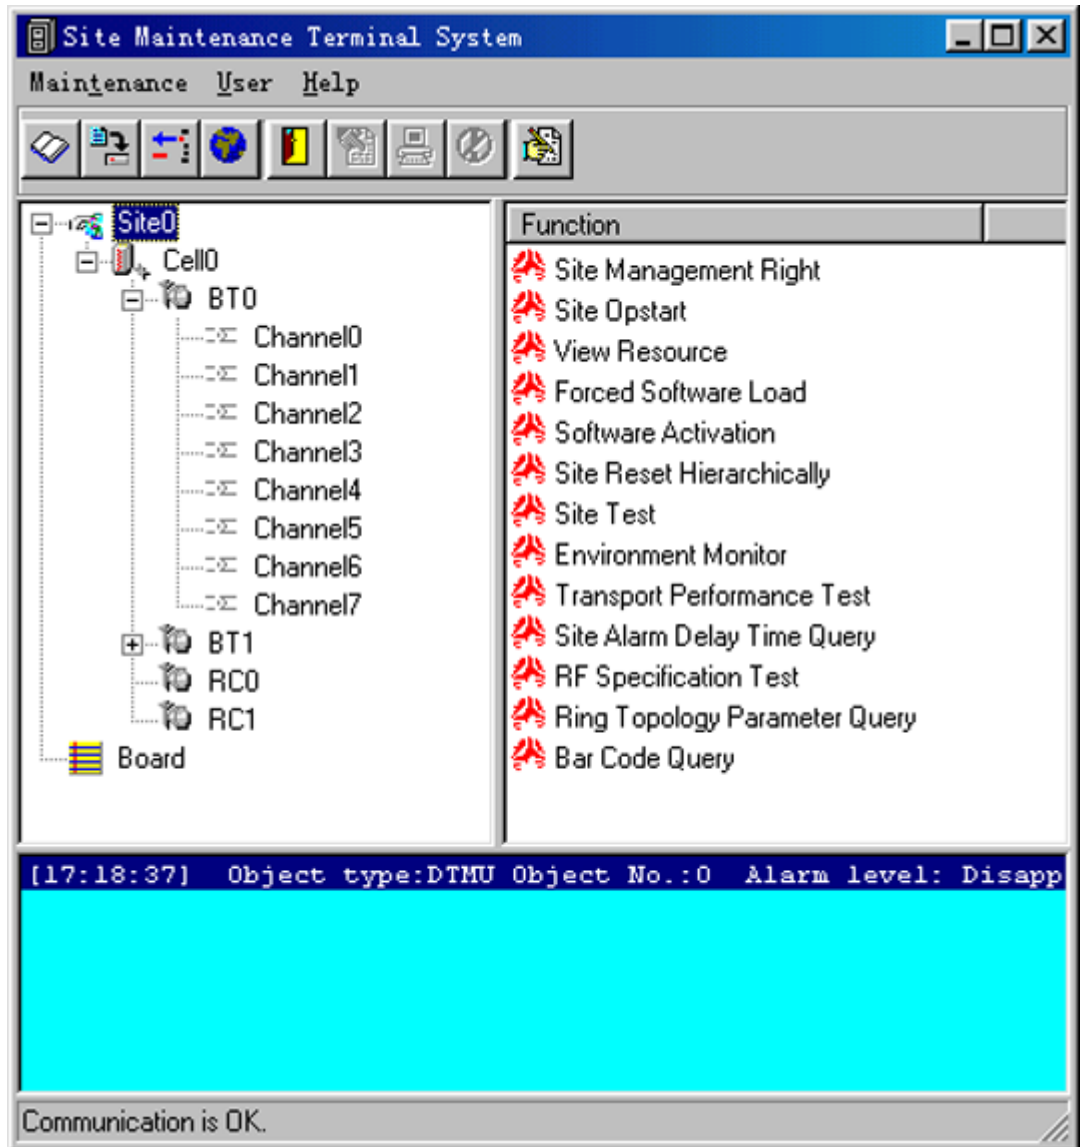 Site Maintenance Terminal System
Maintenance User Help
Site0
Cell0
BT0
Channel0
Channel1
Channel2
Channel3
Channel4
Channel5
Channel6
Channel7
BT1
RC0
RC1
Board
Function
Site Management Right
Site Opstart
View Resource
Forced Software Load
Software Activation
Site Reset Hierarchically
Site Test
Environment Monitor
Transport Performance Test
Site Alarm Delay Time Query
RF Specification Test
Ring Topology Parameter Query
Bar Code Query
[17:18:37] Object type:DTMU Object No.:0 Alarm level: Disapp
Communication is OK.